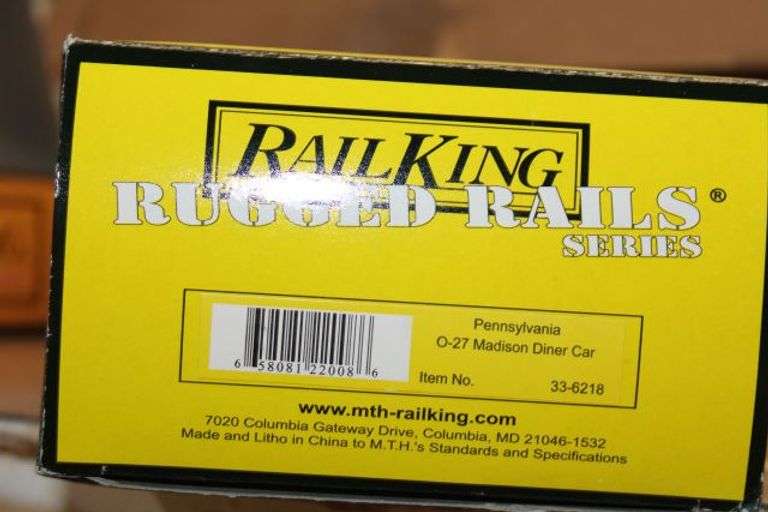 RAILKING
RUGGED RAILS®
SERIES
Pennsylvania
O-27 Madison Diner Car
Item No. 33-6218
6 58081 22008 6
www.mth-railking.com
7020 Columbia Gateway Drive, Columbia, MD 21046-1532
Made and Litho in China to M.T.H.'s Standards and Specifications